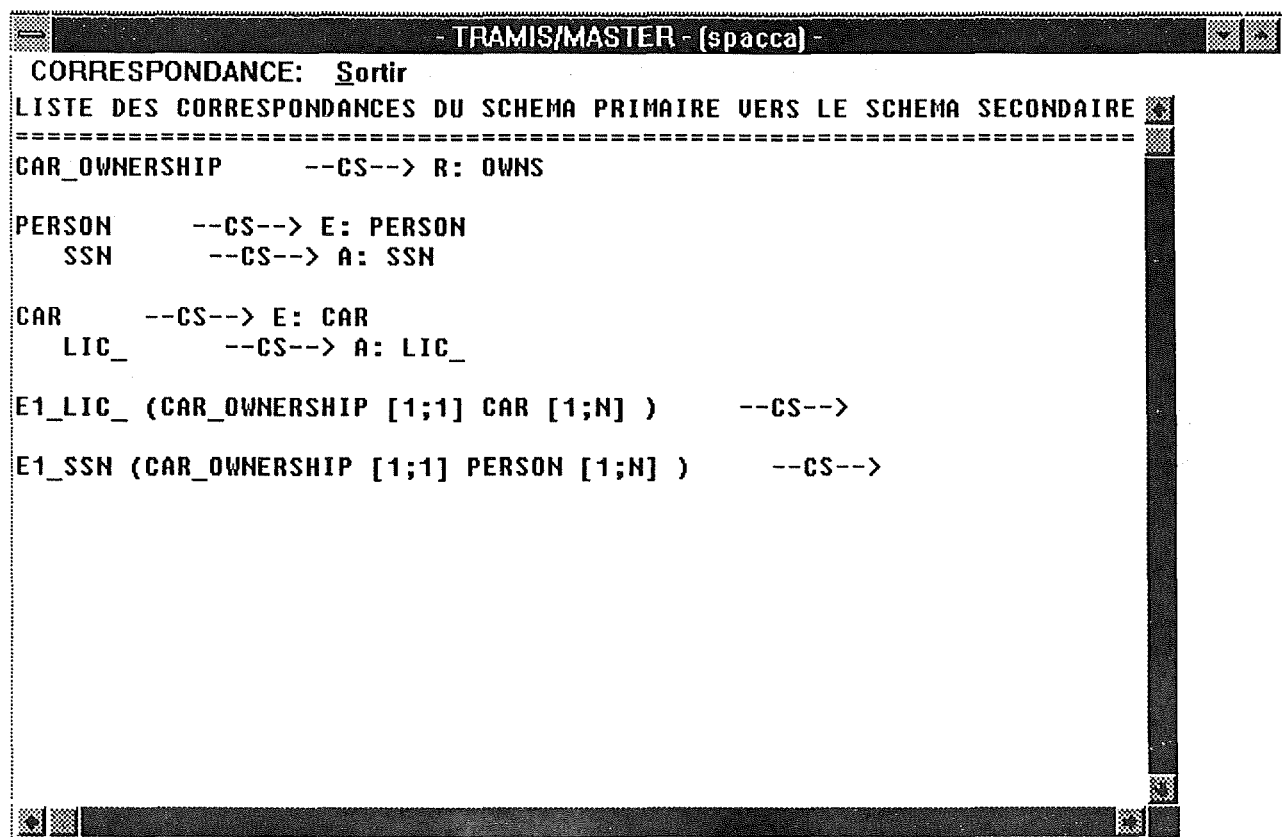 - TRAMIS/MASTER - (spacca) -
CORRESPONDANCE: Sortir
LISTE DES CORRESPONDANCES DU SCHEMA PRIMAIRE VERS LE SCHEMA SECONDAIRE
======================================================================
CAR_OWNERSHIP --CS--> R: OWNS
PERSON --CS--> E: PERSON
SSN --CS--> A: SSN
CAR --CS--> E: CAR
LIC_ --CS--> A: LIC_
E1_LIC_ (CAR_OWNERSHIP [1;1] CAR [1;N] ) --CS-->
E1_SSN (CAR_OWNERSHIP [1;1] PERSON [1;N] ) --CS-->